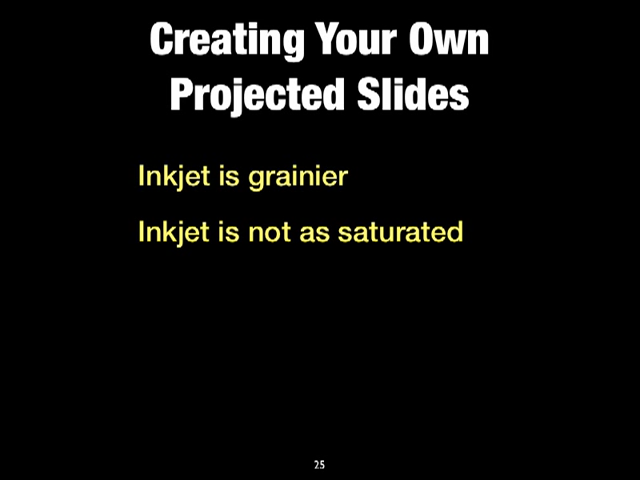 Creating Your Own
Projected Slides
Inkjet is grainier
Inkjet is not as saturated
25